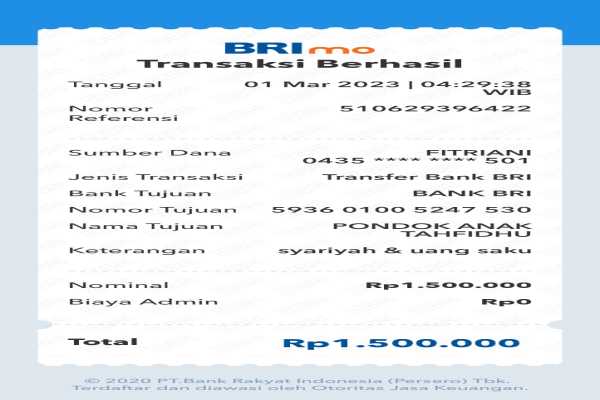 BRImo
Transaksi Berhasil
Tanggal 01 Mar 2023 | 04:29:38
WIB
Nomor 510629396422
Referensi
Sumber Dana FITRIANI
0435 **** **** 501
Jenis Transaksi Transfer Bank BRI
Bank Tujuan BANK BRI
Nomor Tujuan 5936 0100 5247 530
Nama Tujuan PONDOK ANAK
TAHFIDHU
Keterangan syariyah & uang saku
Nominal Rp1.500.000
Biaya Admin Rp0
Total Rp1.500.000
© 2020 PT.Bank Rakyat Indonesia (Persero) Tbk.
Terdaftar dan diawasi oleh Otoritas Jasa Keuangan.